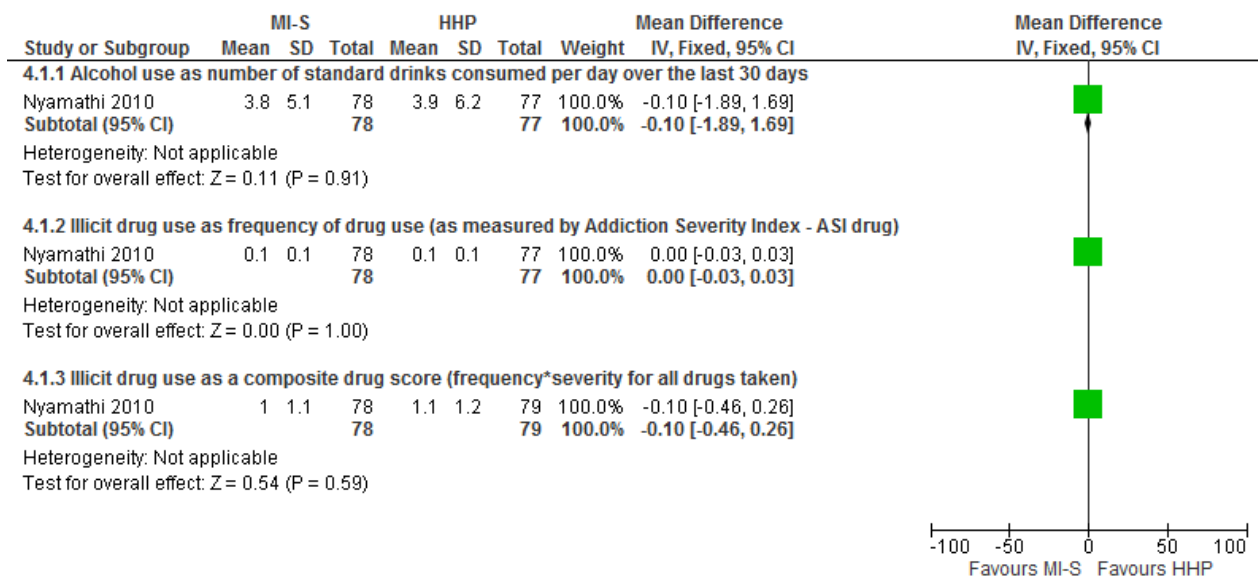 MI-S HHP Mean Difference Mean Difference
Study or Subgroup Mean SD Total Mean SD Total Weight IV, Fixed, 95% CI IV, Fixed, 95% CI
4.1.1 Alcohol use as number of standard drinks consumed per day over the last 30 days
Nyamathi 2010 3.8 5.1 78 3.9 6.2 77 100.0% -0.10 [-1.89, 1.69]
Subtotal (95% CI) 78 77 100.0% -0.10 [-1.89, 1.69]
Heterogeneity: Not applicable
Test for overall effect: Z = 0.11 (P = 0.91)
4.1.2 Illicit drug use as frequency of drug use (as measured by Addiction Severity Index - ASI drug)
Nyamathi 2010 0.1 0.1 78 0.1 0.1 77 100.0% 0.00 [-0.03, 0.03]
Subtotal (95% CI) 78 77 100.0% 0.00 [-0.03, 0.03]
Heterogeneity: Not applicable
Test for overall effect: Z = 0.00 (P = 1.00)
4.1.3 Illicit drug use as a composite drug score (frequency*severity for all drugs taken)
Nyamathi 2010 1 1.1 78 1.1 1.2 79 100.0% -0.10 [-0.46, 0.26]
Subtotal (95% CI) 78 79 100.0% -0.10 [-0.46, 0.26]
Heterogeneity: Not applicable
Test for overall effect: Z = 0.54 (P = 0.59)
-100 -50 0 50 100
Favours MI-S Favours HHP